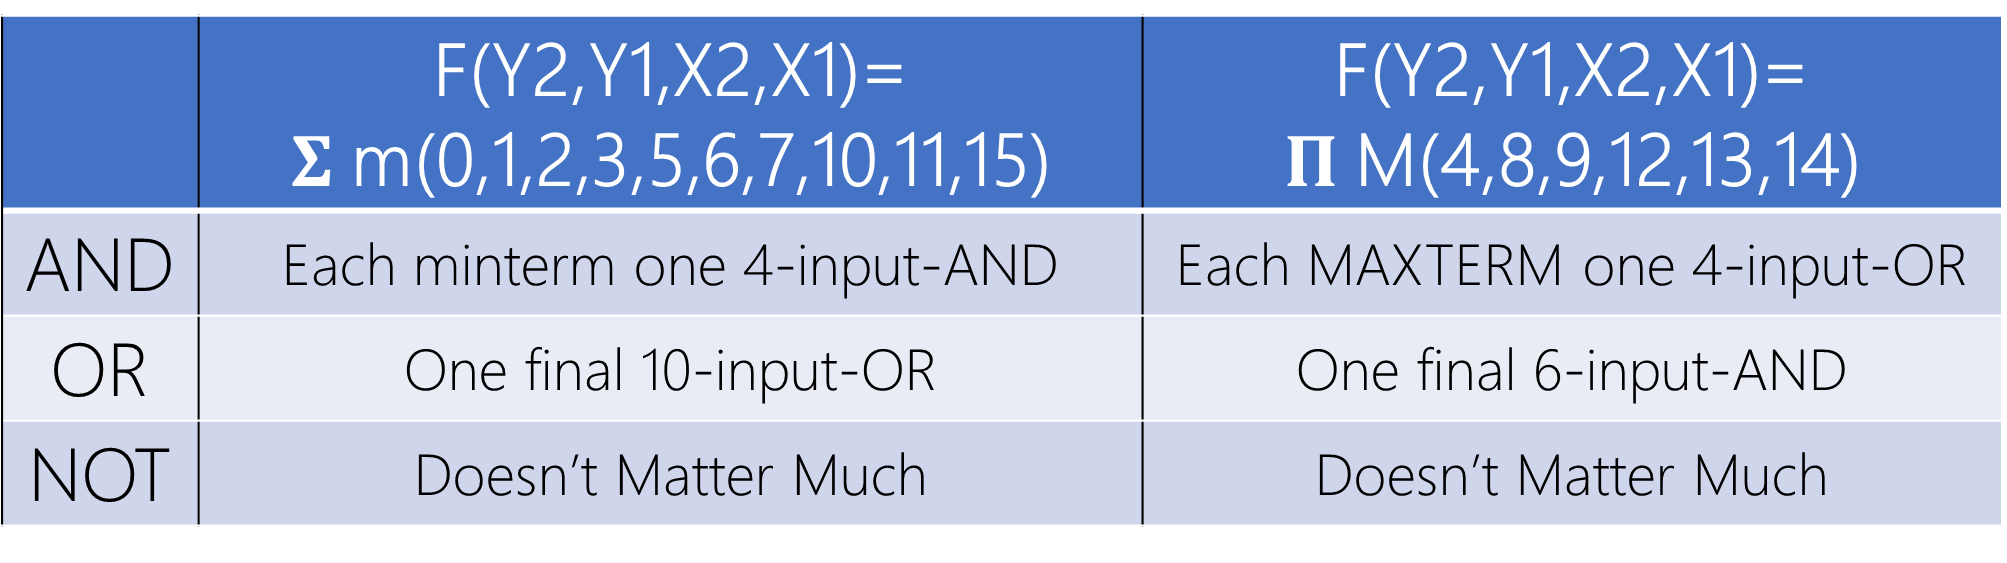 F(Y2,Y1,X2,X1)=
Σ m(0,1,2,3,5,6,7,10,11,15)
F(Y2,Y1,X2,X1)=
Π M(4,8,9,12,13,14)
AND
Each minterm one 4-input-AND
Each MAXTERM one 4-input-OR
OR
One final 10-input-OR
One final 6-input-AND
NOT
Doesn’t Matter Much
Doesn’t Matter Much